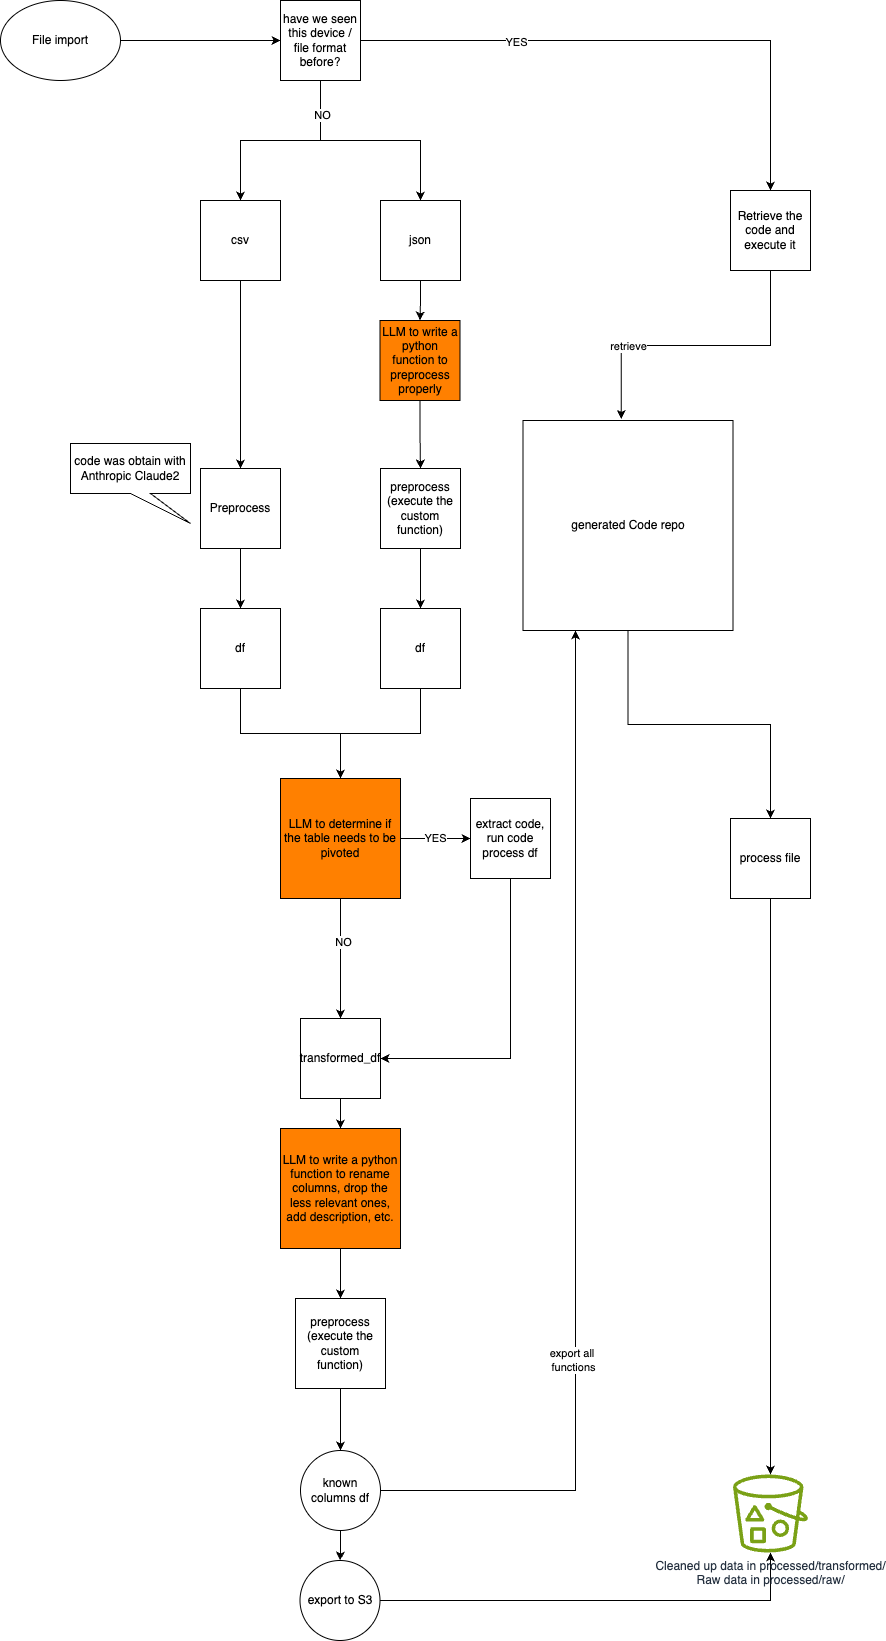 File import
have we seen
this device /
file format
before?
YES
NO
csv
json
Retrieve the
code and
execute it
LLM to write a
python
function to
preprocess
properly
retrieve
code was obtain with
Anthropic Claude2
Preprocess
preprocess
(execute the
custom
function)
generated Code repo
df
df
LLM to determine if
the table needs to be
pivoted
YES
extract code,
run code
process df
process file
NO
transformed_df
LLM to write a python
function to rename
columns, drop the
less relevant ones,
add description, etc.
preprocess
(execute the
custom
function)
export all
functions
known
columns df
export to S3
Cleaned up data in processed/transformed/
Raw data in processed/raw/